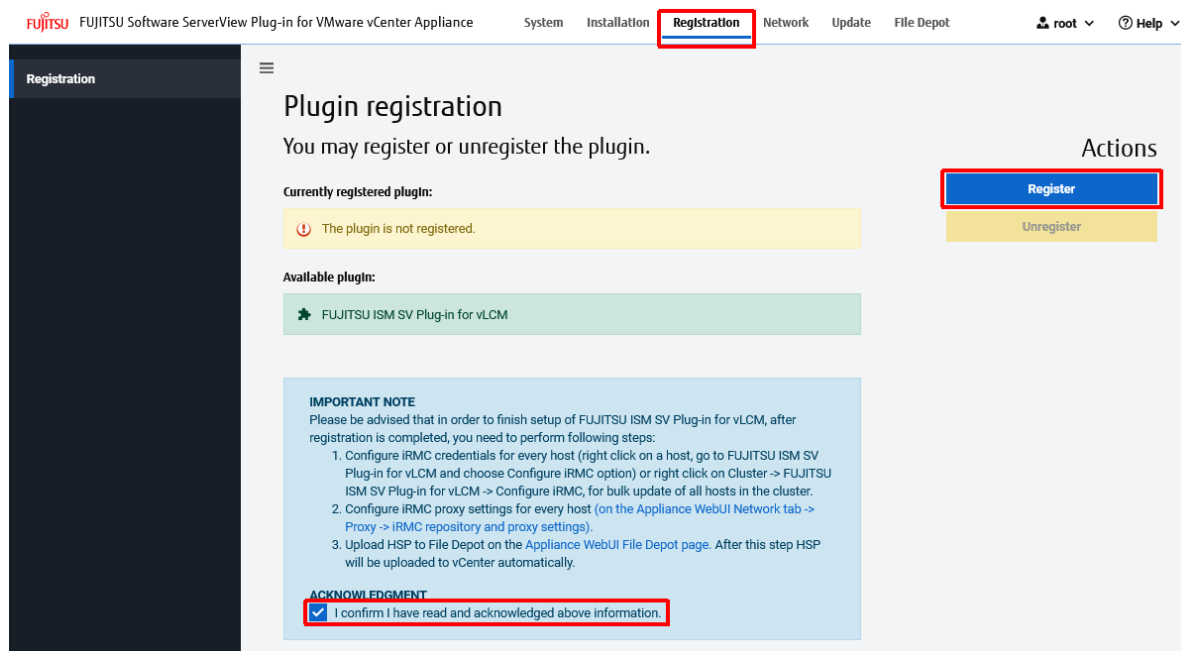 FUJITSU FUJITSU Software ServerView Plug-in for VMware vCenter Appliance System Installation Registration Network Update File Depot root Help
Registration
Plugin registration
You may register or unregister the plugin.
Actions
Currently registered plugin:
Register
The plugin is not registered.
Unregister
Available plugin:
FUJITSU ISM SV Plug-in for vLCM
IMPORTANT NOTE
Please be advised that in order to finish setup of FUJITSU ISM SV Plug-in for vLCM, after
registration is completed, you need to perform following steps:
1. Configure iRMC credentials for every host (right click on a host, go to FUJITSU ISM SV
Plug-in for vLCM and choose Configure iRMC option) or right click on Cluster -> FUJITSU
ISM SV Plug-in for vLCM -> Configure iRMC, for bulk update of all hosts in the cluster.
2. Configure iRMC proxy settings for every host (on the Appliance WebUI Network tab ->
Proxy -> iRMC repository and proxy settings).
3. Upload HSP to File Depot on the Appliance WebUI File Depot page. After this step HSP
will be uploaded to vCenter automatically.
ACKNOWLEDGMENT
I confirm I have read and acknowledged above information.